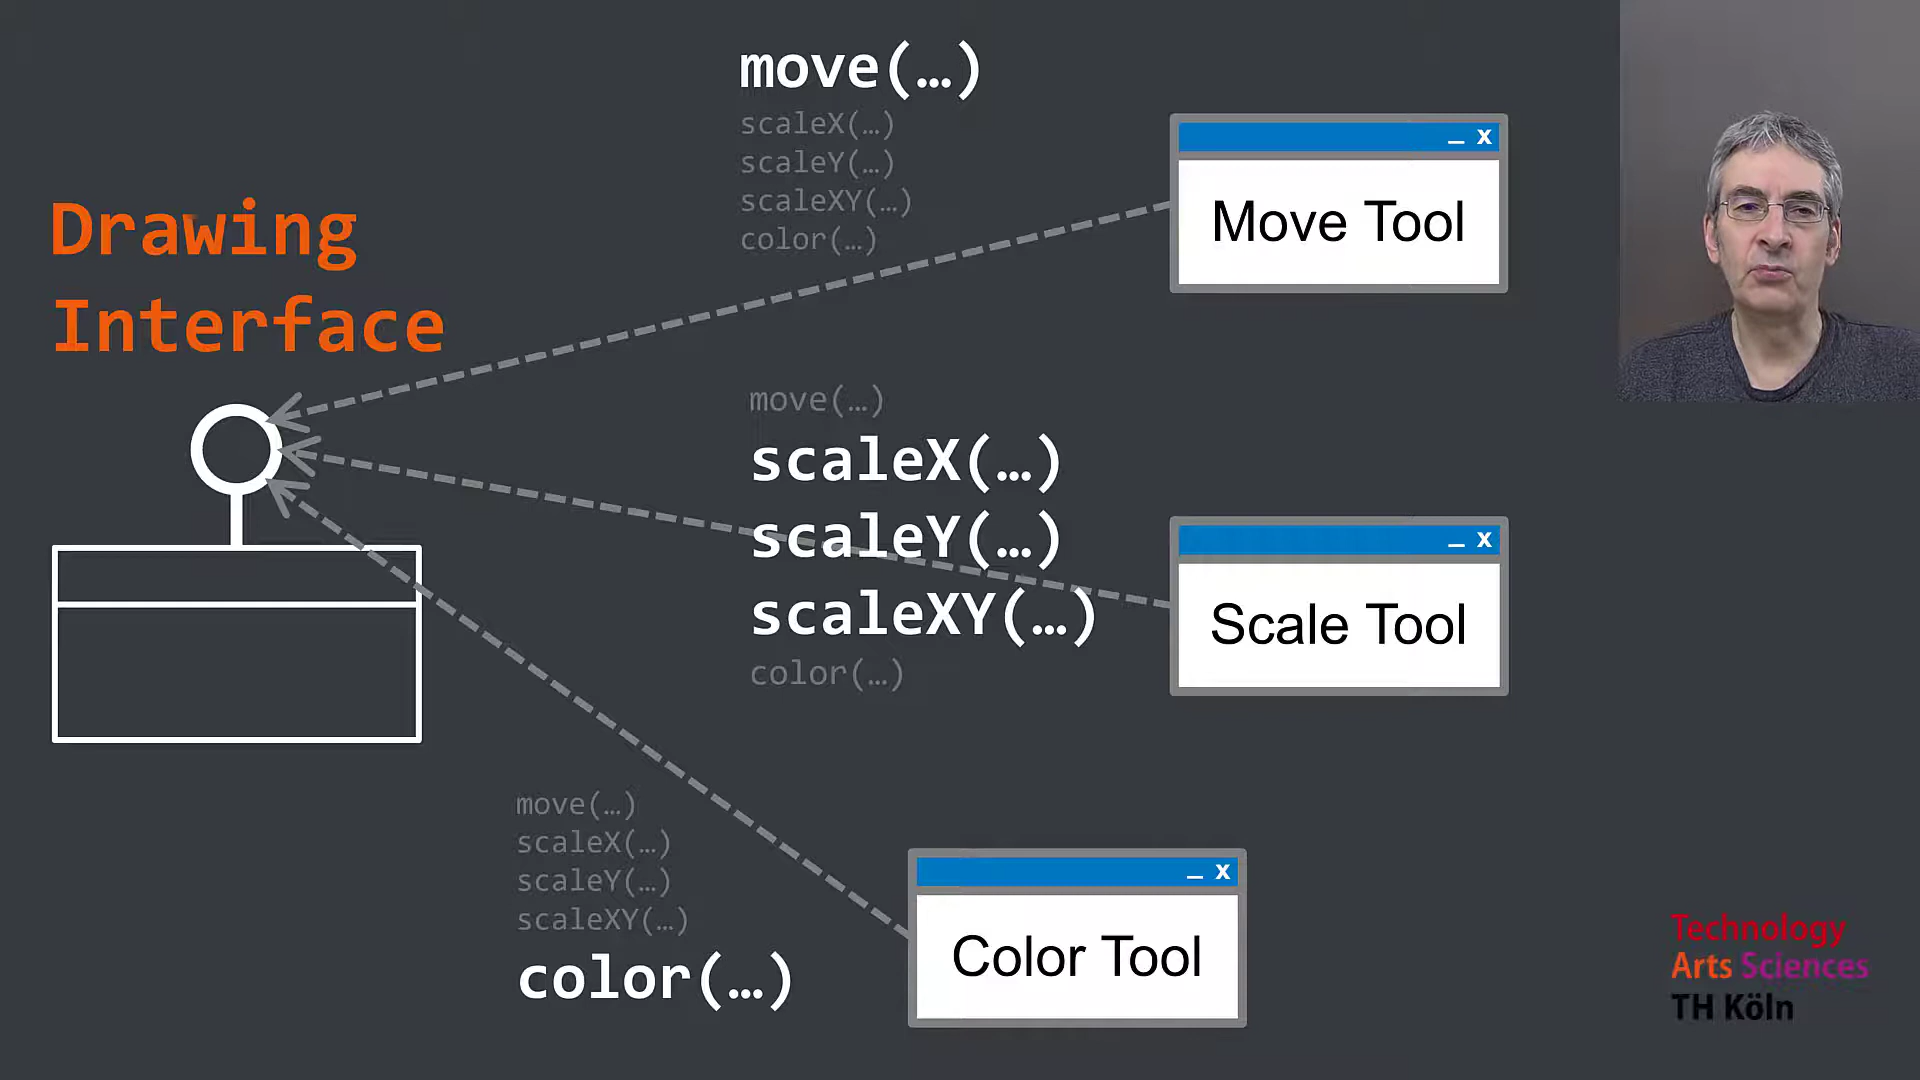 Drawing
Interface
move(…)
scaleX(…)
scaleY(…)
scaleXY(…)
color(…)
_ x
Move Tool
move(…)
scaleX(…)
scaleY(…)
scaleXY(…)
color(…)
_ x
Scale Tool
move(…)
scaleX(…)
scaleY(…)
scaleXY(…)
color(…)
_ x
Color Tool
Technology
Arts Sciences
TH Köln